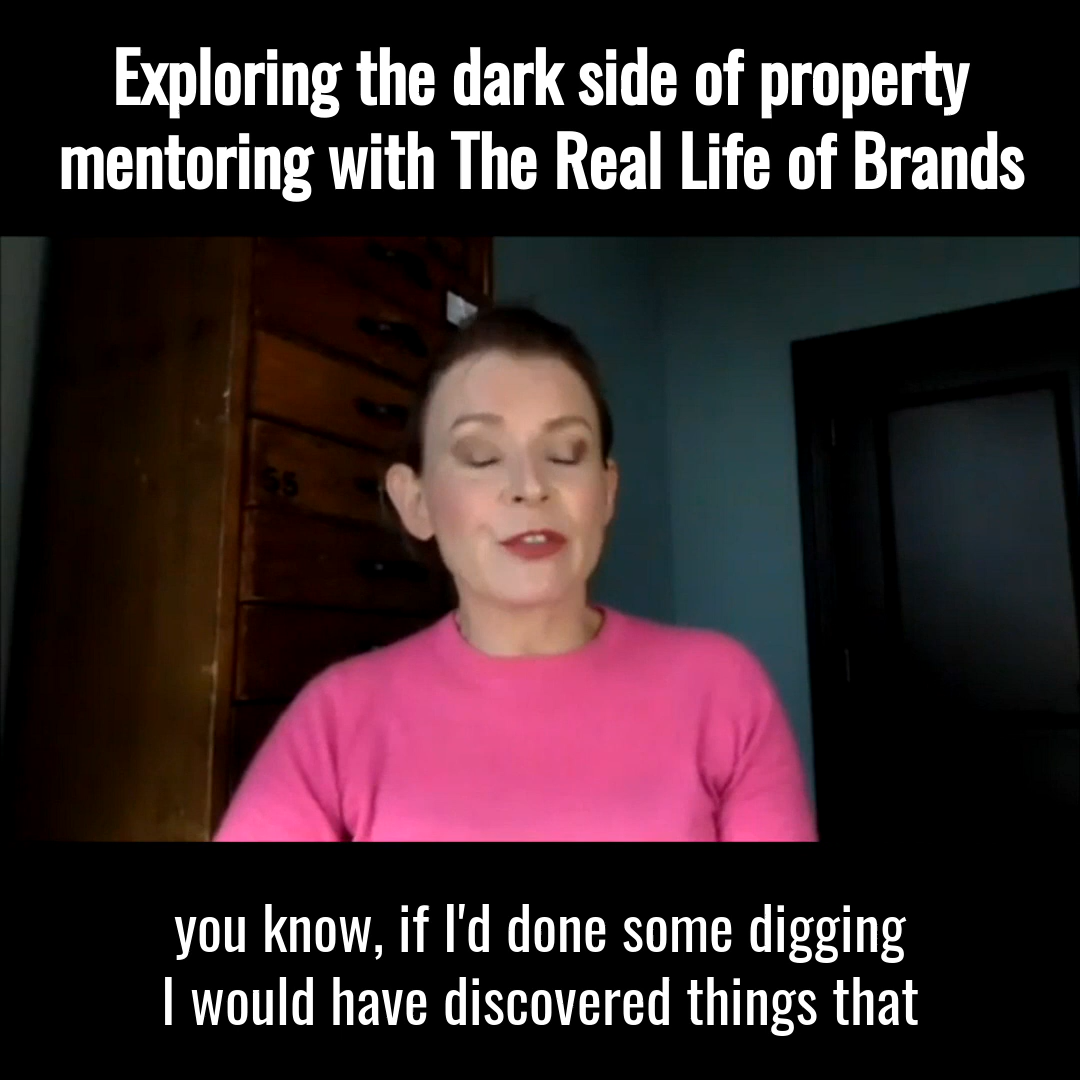 Exploring the dark side of property
mentoring with The Real Life of Brands
55
you know, if I'd done some digging
I would have discovered things that